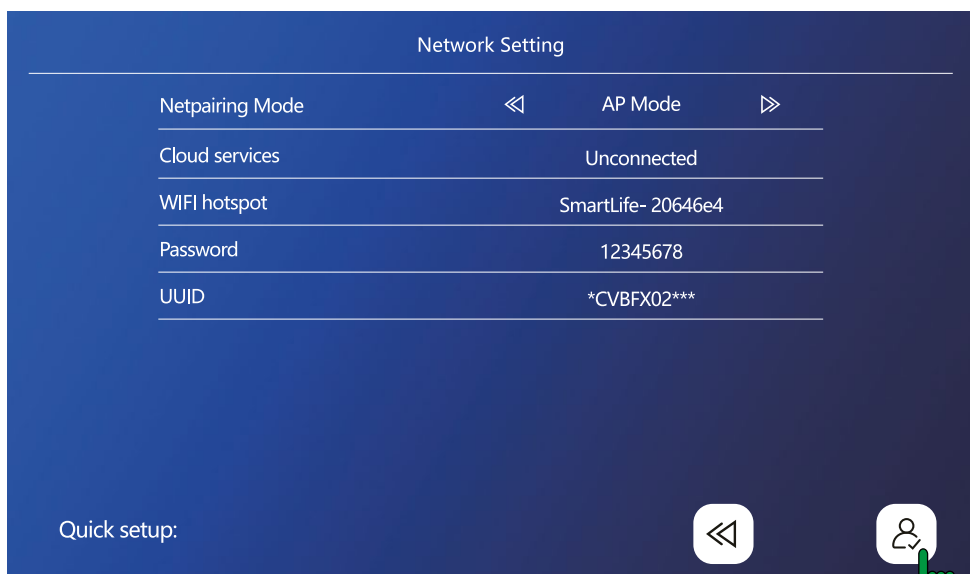 Network Setting
Netpairing Mode AP Mode
Cloud services Unconnected
WIFI hotspot SmartLife- 20646e4
Password 12345678
UUID *CVBFX02***
Quick setup: